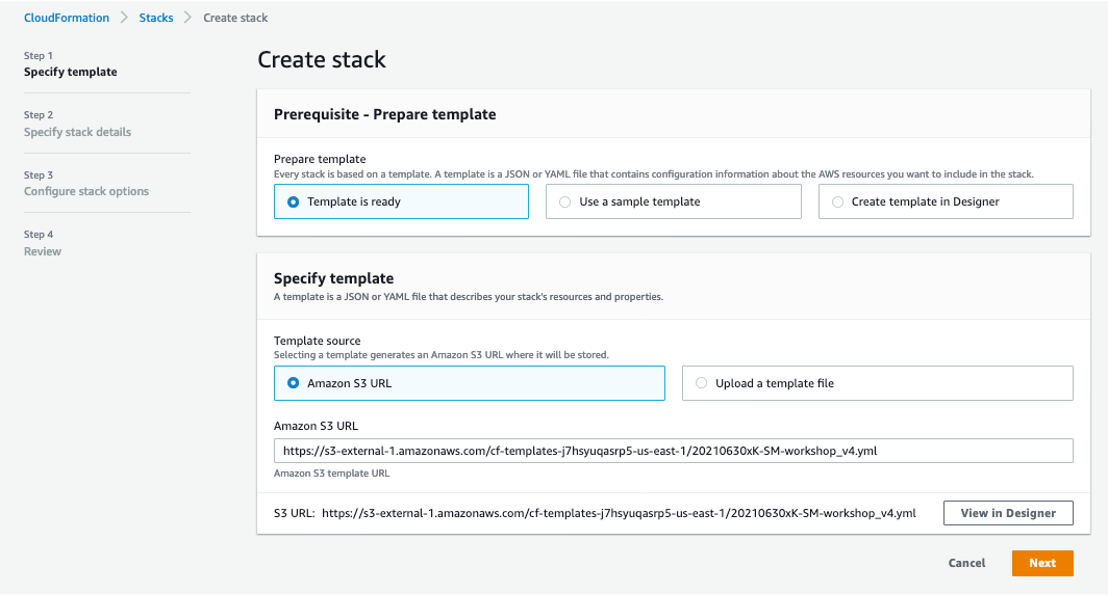 CloudFormation > Stacks > Create stack
Step 1
Specify template
Step 2
Specify stack details
Step 3
Configure stack options
Step 4
Review
Create stack
Prerequisite - Prepare template
Prepare template
Every stack is based on a template. A template is a JSON or YAML file that contains configuration information about the AWS resources you want to include in the stack.
Template is ready
Use a sample template
Create template in Designer
Specify template
A template is a JSON or YAML file that describes your stack's resources and properties.
Template source
Selecting a template generates an Amazon S3 URL where it will be stored.
Amazon S3 URL
Upload a template file
Amazon S3 URL
https://s3-external-1.amazonaws.com/cf-templates-j7hsyuqasrp5-us-east-1/20210630xK-SM-workshop_v4.yml
Amazon S3 template URL
S3 URL: https://s3-external-1.amazonaws.com/cf-templates-j7hsyuqasrp5-us-east-1/20210630xK-SM-workshop_v4.yml
View in Designer
Cancel
Next